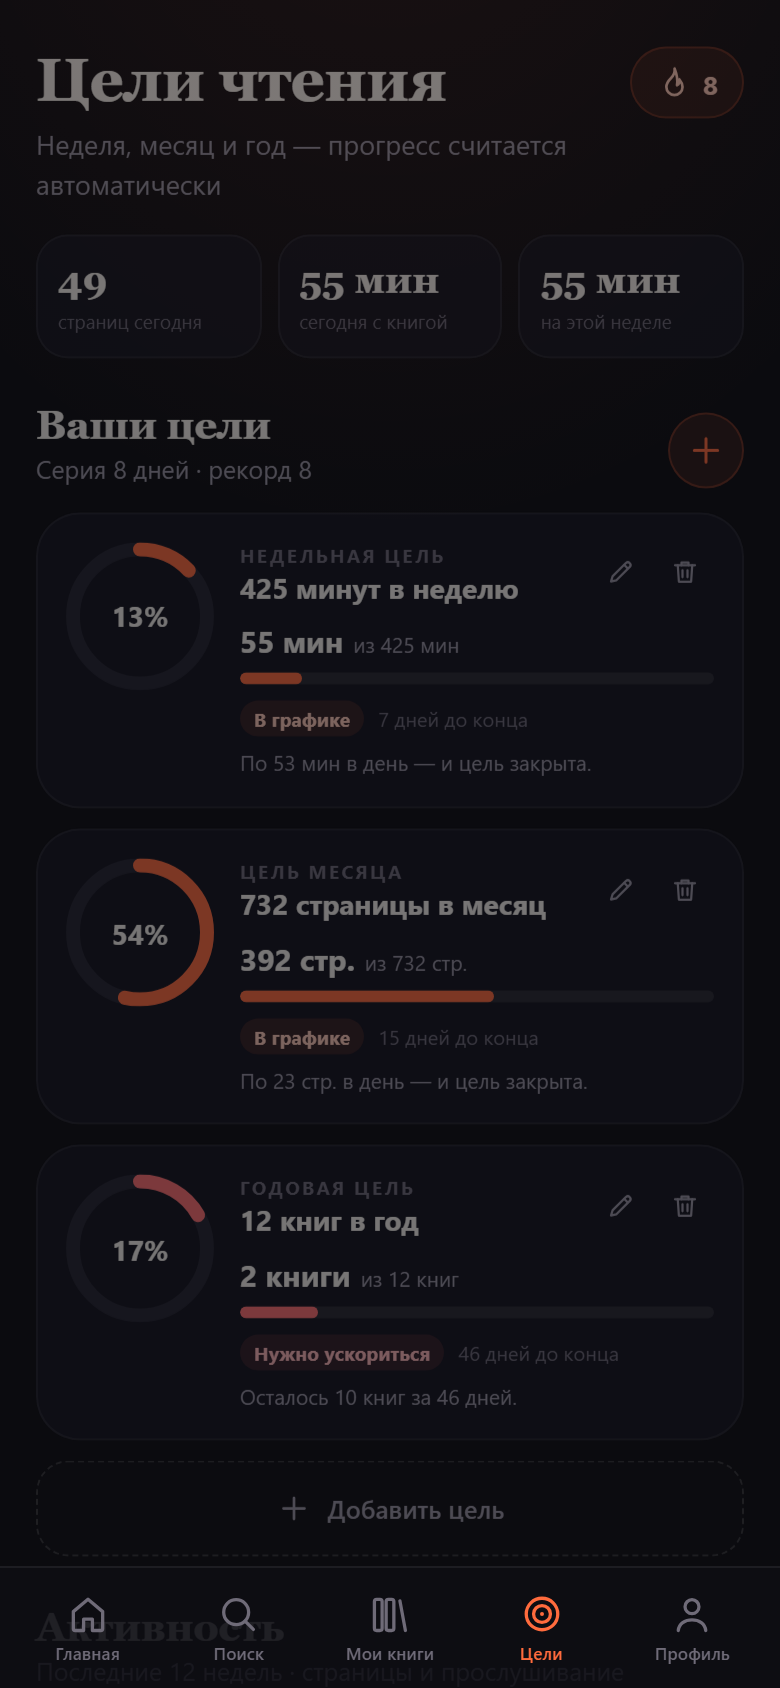 Цели чтения
8
Неделя, месяц и год — прогресс считается
автоматически
49
страниц сегодня
55 мин
сегодня с книгой
55 мин
на этой неделе
Ваши цели
Серия 8 дней · рекорд 8
НЕДЕЛЬНАЯ ЦЕЛЬ
425 минут в неделю
13%
55 мин из 425 мин
В графике 7 дней до конца
По 53 мин в день — и цель закрыта.
ЦЕЛЬ МЕСЯЦА
732 страницы в месяц
54%
392 стр. из 732 стр.
В графике 15 дней до конца
По 23 стр. в день — и цель закрыта.
ГОДОВАЯ ЦЕЛЬ
12 книг в год
17%
2 книги из 12 книг
Нужно ускориться 46 дней до конца
Осталось 10 книг за 46 дней.
Добавить цель
Активность
Главная
Поиск
Мои книги
Цели
Профиль
Последние 12 недель · страницы и прослушивание